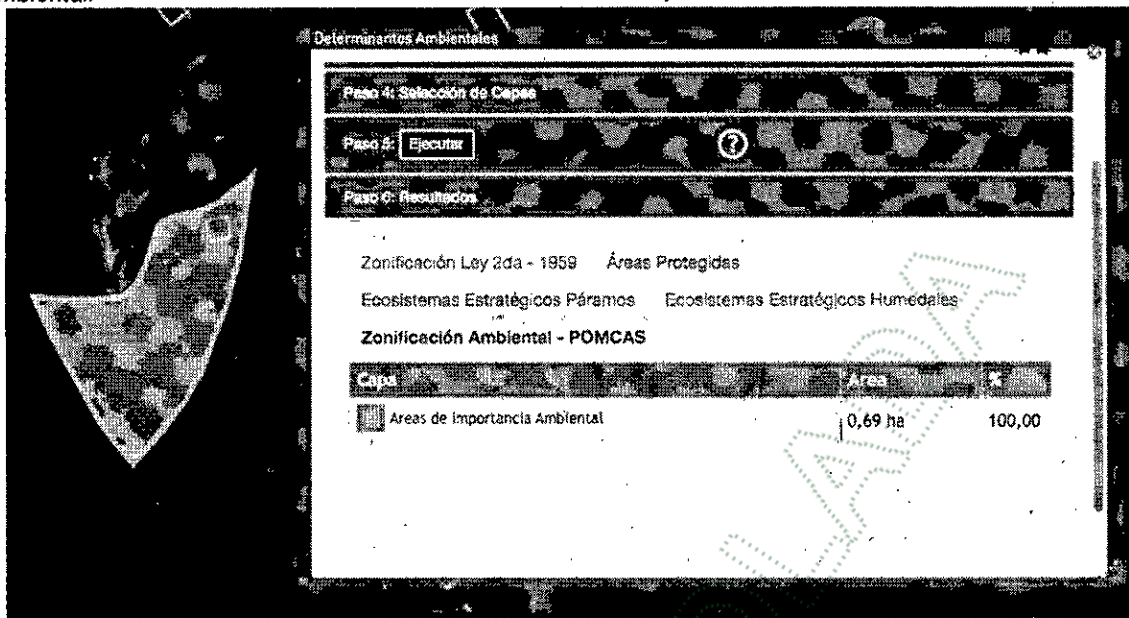 Determinantes Ambientales
Paso 4: Selección de Capas
Paso 5: Ejecutar ?
Paso 6: Resultados
Zonificación Ley 2da - 1959 Áreas Protegidas
Ecosistemas Estratégicos Páramos Ecosistemas Estratégicos Humedales
Zonificación Ambiental - POMCAS
Capa Area %
Areas de Importancia Ambiental 0,69 ha 100,00